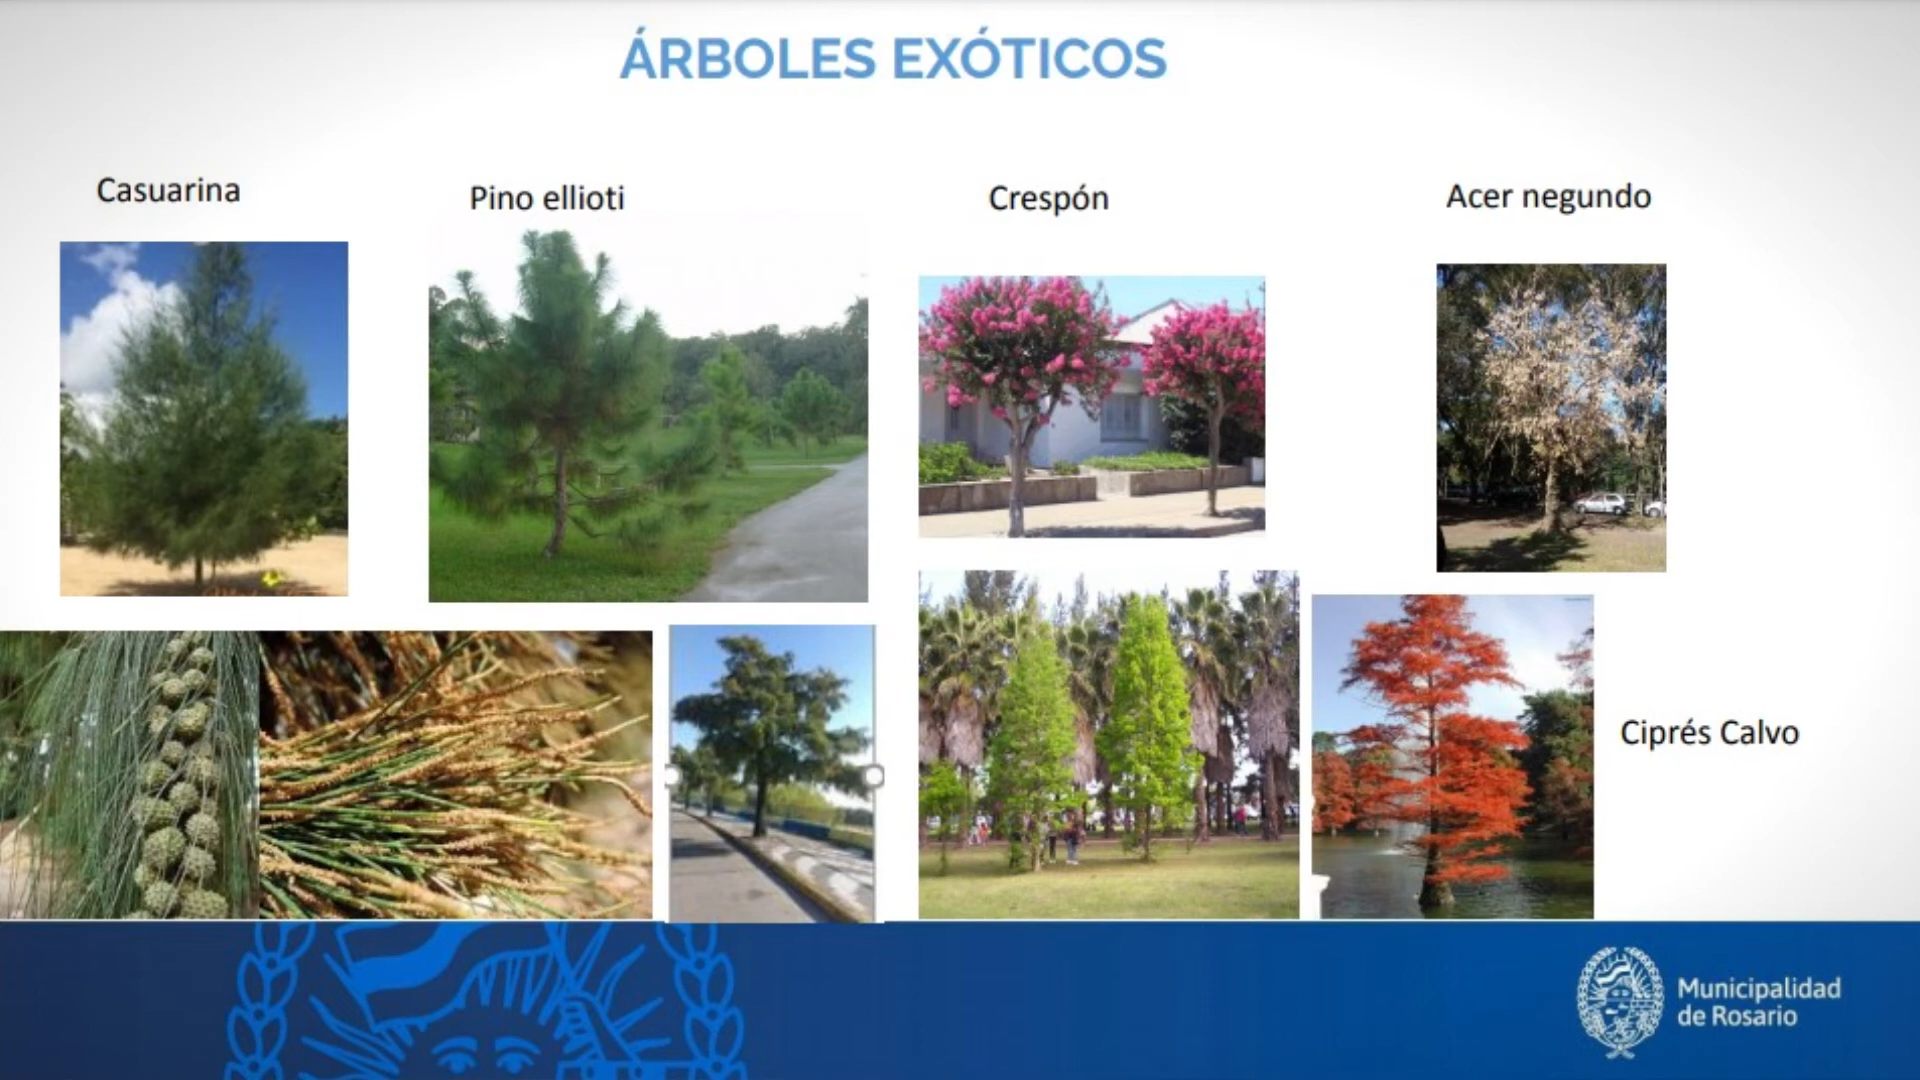 ÁRBOLES EXÓTICOS
Casuarina
Pino ellioti
Crespón
Acer negundo
Ciprés Calvo
Municipalidad
de Rosario